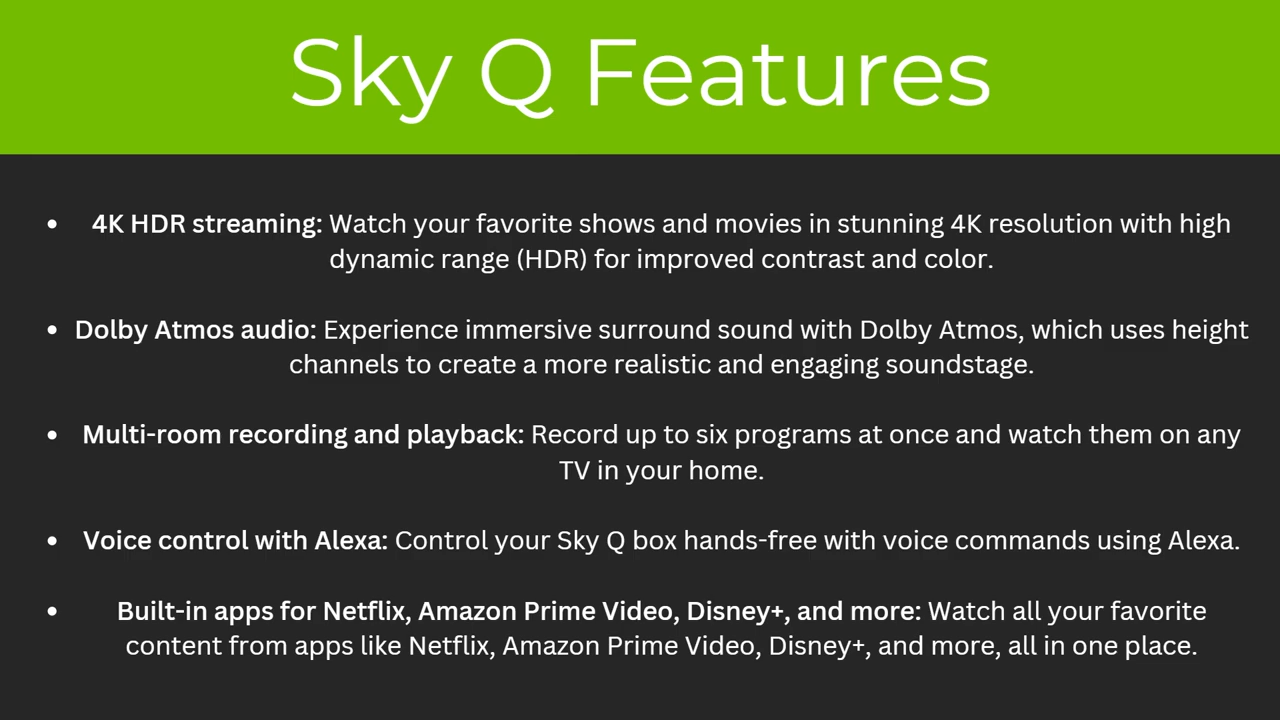 Sky Q Features
• 4K HDR streaming: Watch your favorite shows and movies in stunning 4K resolution with high
dynamic range (HDR) for improved contrast and color.
• Dolby Atmos audio: Experience immersive surround sound with Dolby Atmos, which uses height
channels to create a more realistic and engaging soundstage.
• Multi-room recording and playback: Record up to six programs at once and watch them on any
TV in your home.
• Voice control with Alexa: Control your Sky Q box hands-free with voice commands using Alexa.
• Built-in apps for Netflix, Amazon Prime Video, Disney+, and more: Watch all your favorite
content from apps like Netflix, Amazon Prime Video, Disney+, and more, all in one place.